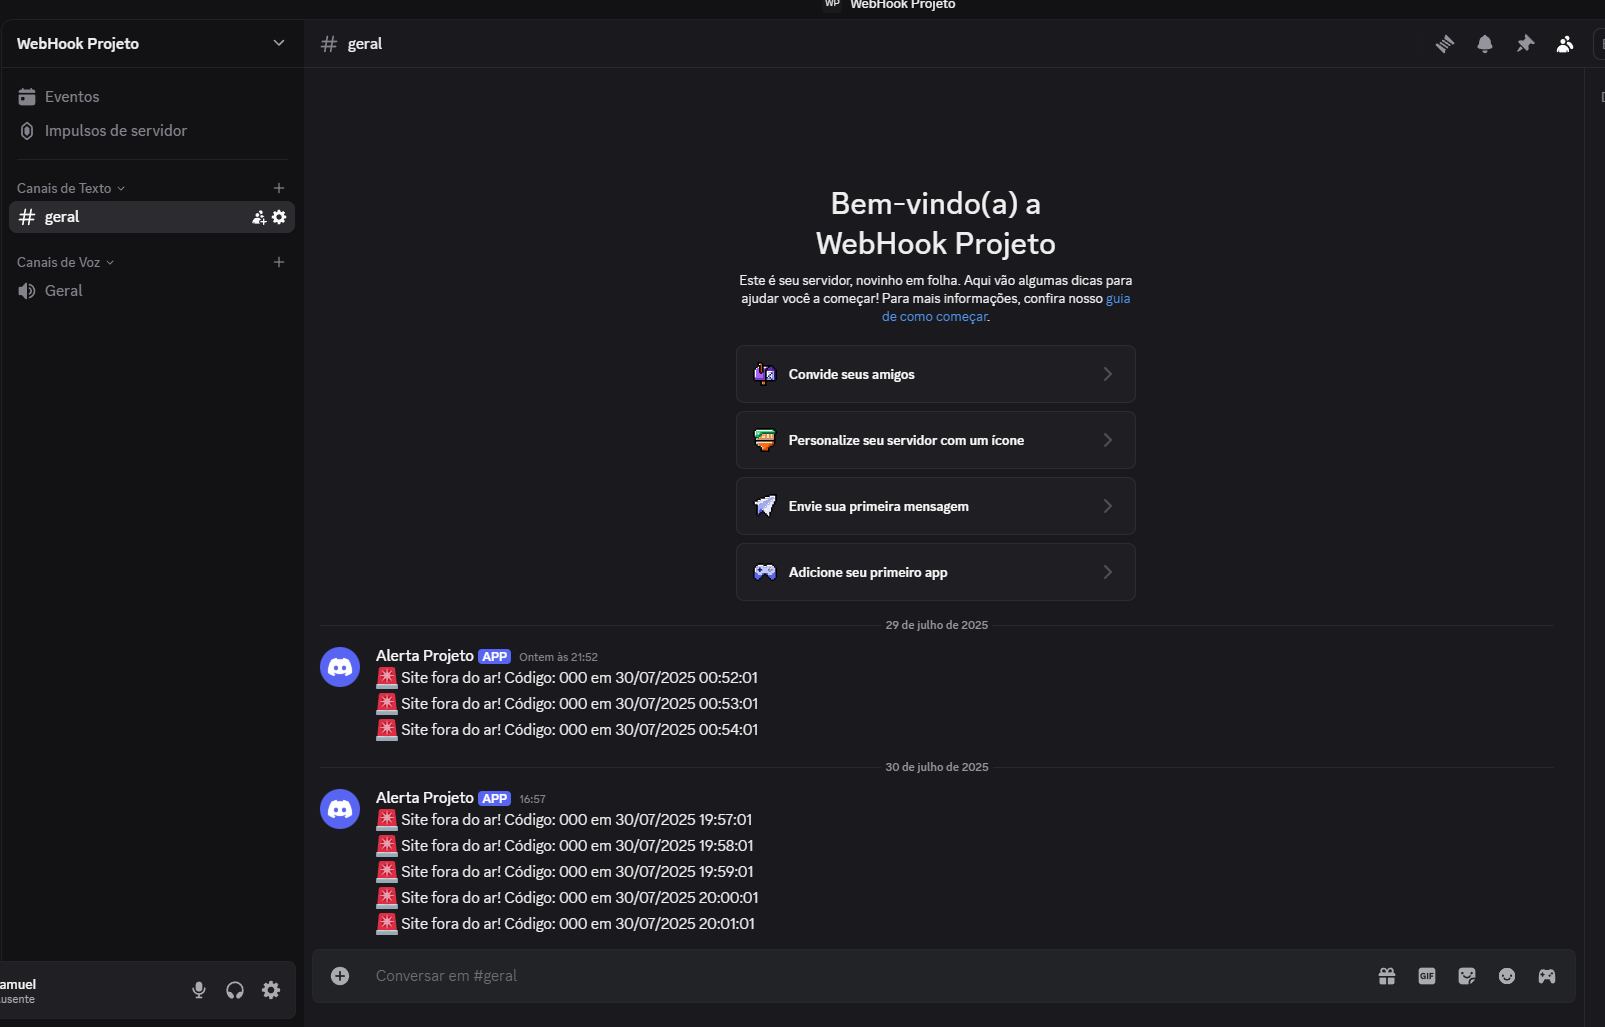 WP WebHook Projeto
WebHook Projeto
# geral
Eventos
Impulsos de servidor
Canais de Texto
# geral
Canais de Voz
Geral
Bem-vindo(a) a
WebHook Projeto
Este é seu servidor, novinho em folha. Aqui vão algumas dicas para
ajudar você a começar! Para mais informações, confira nosso guia
de como começar.
Convide seus amigos
Personalize seu servidor com um ícone
Envie sua primeira mensagem
Adicione seu primeiro app
29 de julho de 2025
Alerta Projeto APP Ontem às 21:52
🚨 Site fora do ar! Código: 000 em 30/07/2025 00:52:01
🚨 Site fora do ar! Código: 000 em 30/07/2025 00:53:01
🚨 Site fora do ar! Código: 000 em 30/07/2025 00:54:01
30 de julho de 2025
Alerta Projeto APP 16:57
🚨 Site fora do ar! Código: 000 em 30/07/2025 19:57:01
🚨 Site fora do ar! Código: 000 em 30/07/2025 19:58:01
🚨 Site fora do ar! Código: 000 em 30/07/2025 19:59:01
🚨 Site fora do ar! Código: 000 em 30/07/2025 20:00:01
🚨 Site fora do ar! Código: 000 em 30/07/2025 20:01:01
Conversar em #geral
GIF
amuel
usente